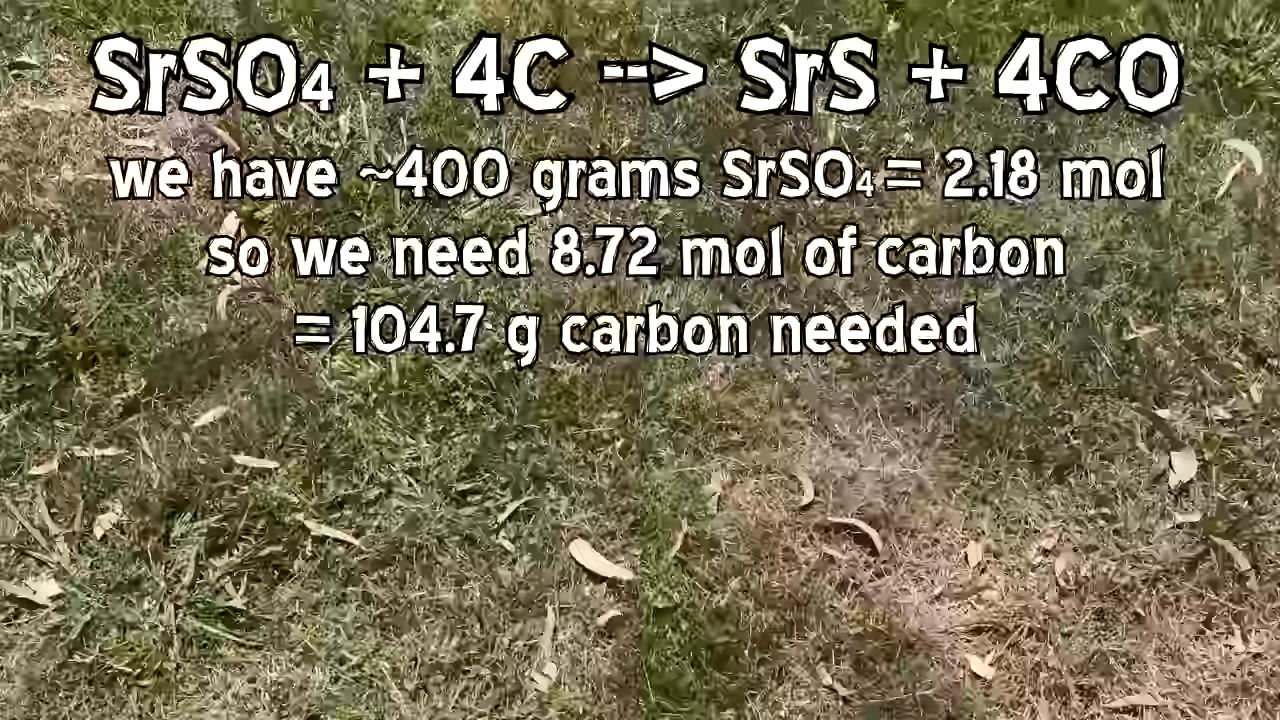 SrSO₄ + 4C --> SrS + 4CO
we have ~400 grams SrSO₄ = 2.18 mol
so we need 8.72 mol of carbon
= 104.7 g carbon needed